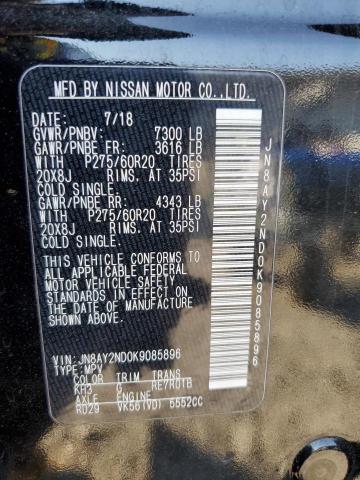 MFD BY NISSAN MOTOR CO.,LTD.
DATE: 7/18
GVWR/PNBV: 7300 LB
GAWR/PNBE FR: 3616 LB
WITH P275/60R20 TIRES
20X8J RIMS, AT 35PSI
COLD SINGLE.
GAWR/PNBE RR: 4343 LB
WITH P275/60R20 TIRES
20X8J RIMS, AT 35PSI
COLD SINGLE.
THIS VEHICLE CONFORMS TO
ALL APPLICABLE FEDERAL
MOTOR VEHICLE SAFETY
STANDARDS IN EFFECT ON
THE DATE OF MANUFACTURE
SHOWN ABOVE.
VIN: JN8AY2ND0K9085896
TYPE: MPV
COLOR TRIM TRANS
KH3 G RE7R01B
AXLE ENGINE
RD29 VK56(VD) 5552CC
JN8AY2ND0K9085896